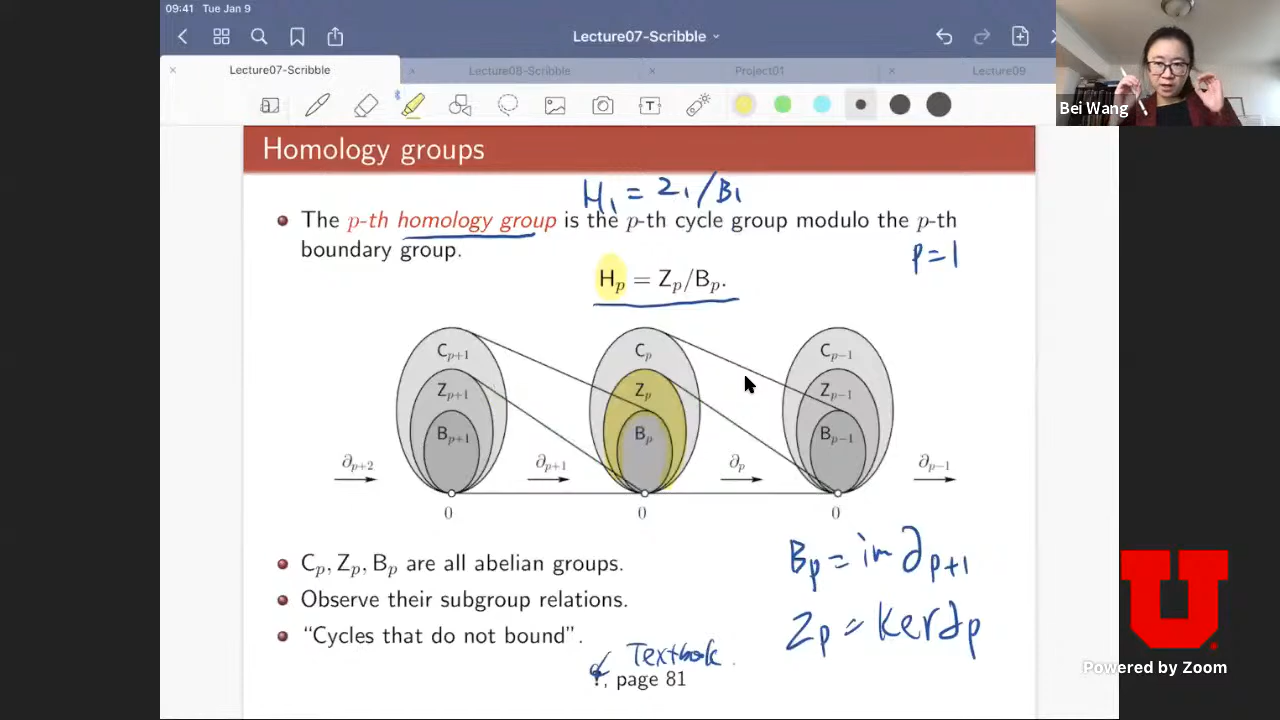 09:41 Tue Jan 9
Lecture07-Scribble
Lecture07-Scribble
Lecture08-Scribble
Project01
Lecture09
T
Bei Wang
Homology groups
H₁ = Z₁/B₁
The p-th homology group is the p-th cycle group modulo the p-th
boundary group.
p=1
Hₚ = Zₚ/Bₚ.
Cₚ₊₁ Cₚ Cₚ₋₁
Zₚ₊₁ Zₚ Zₚ₋₁
Bₚ₊₁ Bₚ Bₚ₋₁
∂ₚ₊₂ ∂ₚ₊₁ ∂ₚ ∂ₚ₋₁
0 0 0
Bₚ = im ∂ₚ₊₁
Cₚ, Zₚ, Bₚ are all abelian groups.
Observe their subgroup relations.
Zₚ = ker ∂ₚ
“Cycles that do not bound”.
Textbook.
, page 81
U
Powered by Zoom